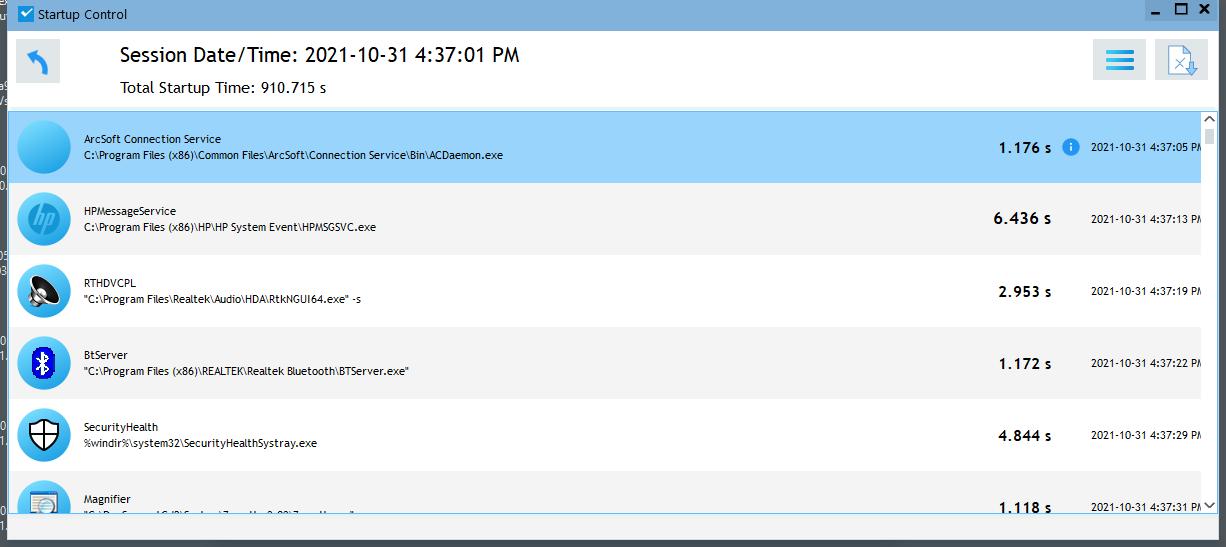 Startup Control
Session Date/Time: 2021-10-31 4:37:01 PM
Total Startup Time: 910.715 s
ArcSoft Connection Service
C:\Program Files (x86)\Common Files\ArcSoft\Connection Service\Bin\ACDaemon.exe
1.176 s
2021-10-31 4:37:05 PM
hp
HPMessageService
C:\Program Files (x86)\HP\HP System Event\HPMSGSVC.exe
6.436 s
2021-10-31 4:37:13 PM
RTHDVCPL
"C:\Program Files\Realtek\Audio\HDA\RtkNGUI64.exe" -s
2.953 s
2021-10-31 4:37:19 PM
BtServer
"C:\Program Files (x86)\REALTEK\Realtek Bluetooth\BTServer.exe"
1.172 s
2021-10-31 4:37:22 PM
SecurityHealth
%windir%\system32\SecurityHealthSystray.exe
4.844 s
2021-10-31 4:37:29 PM
Magnifier
1.118 s
2021-10-31 4:37:31 PM